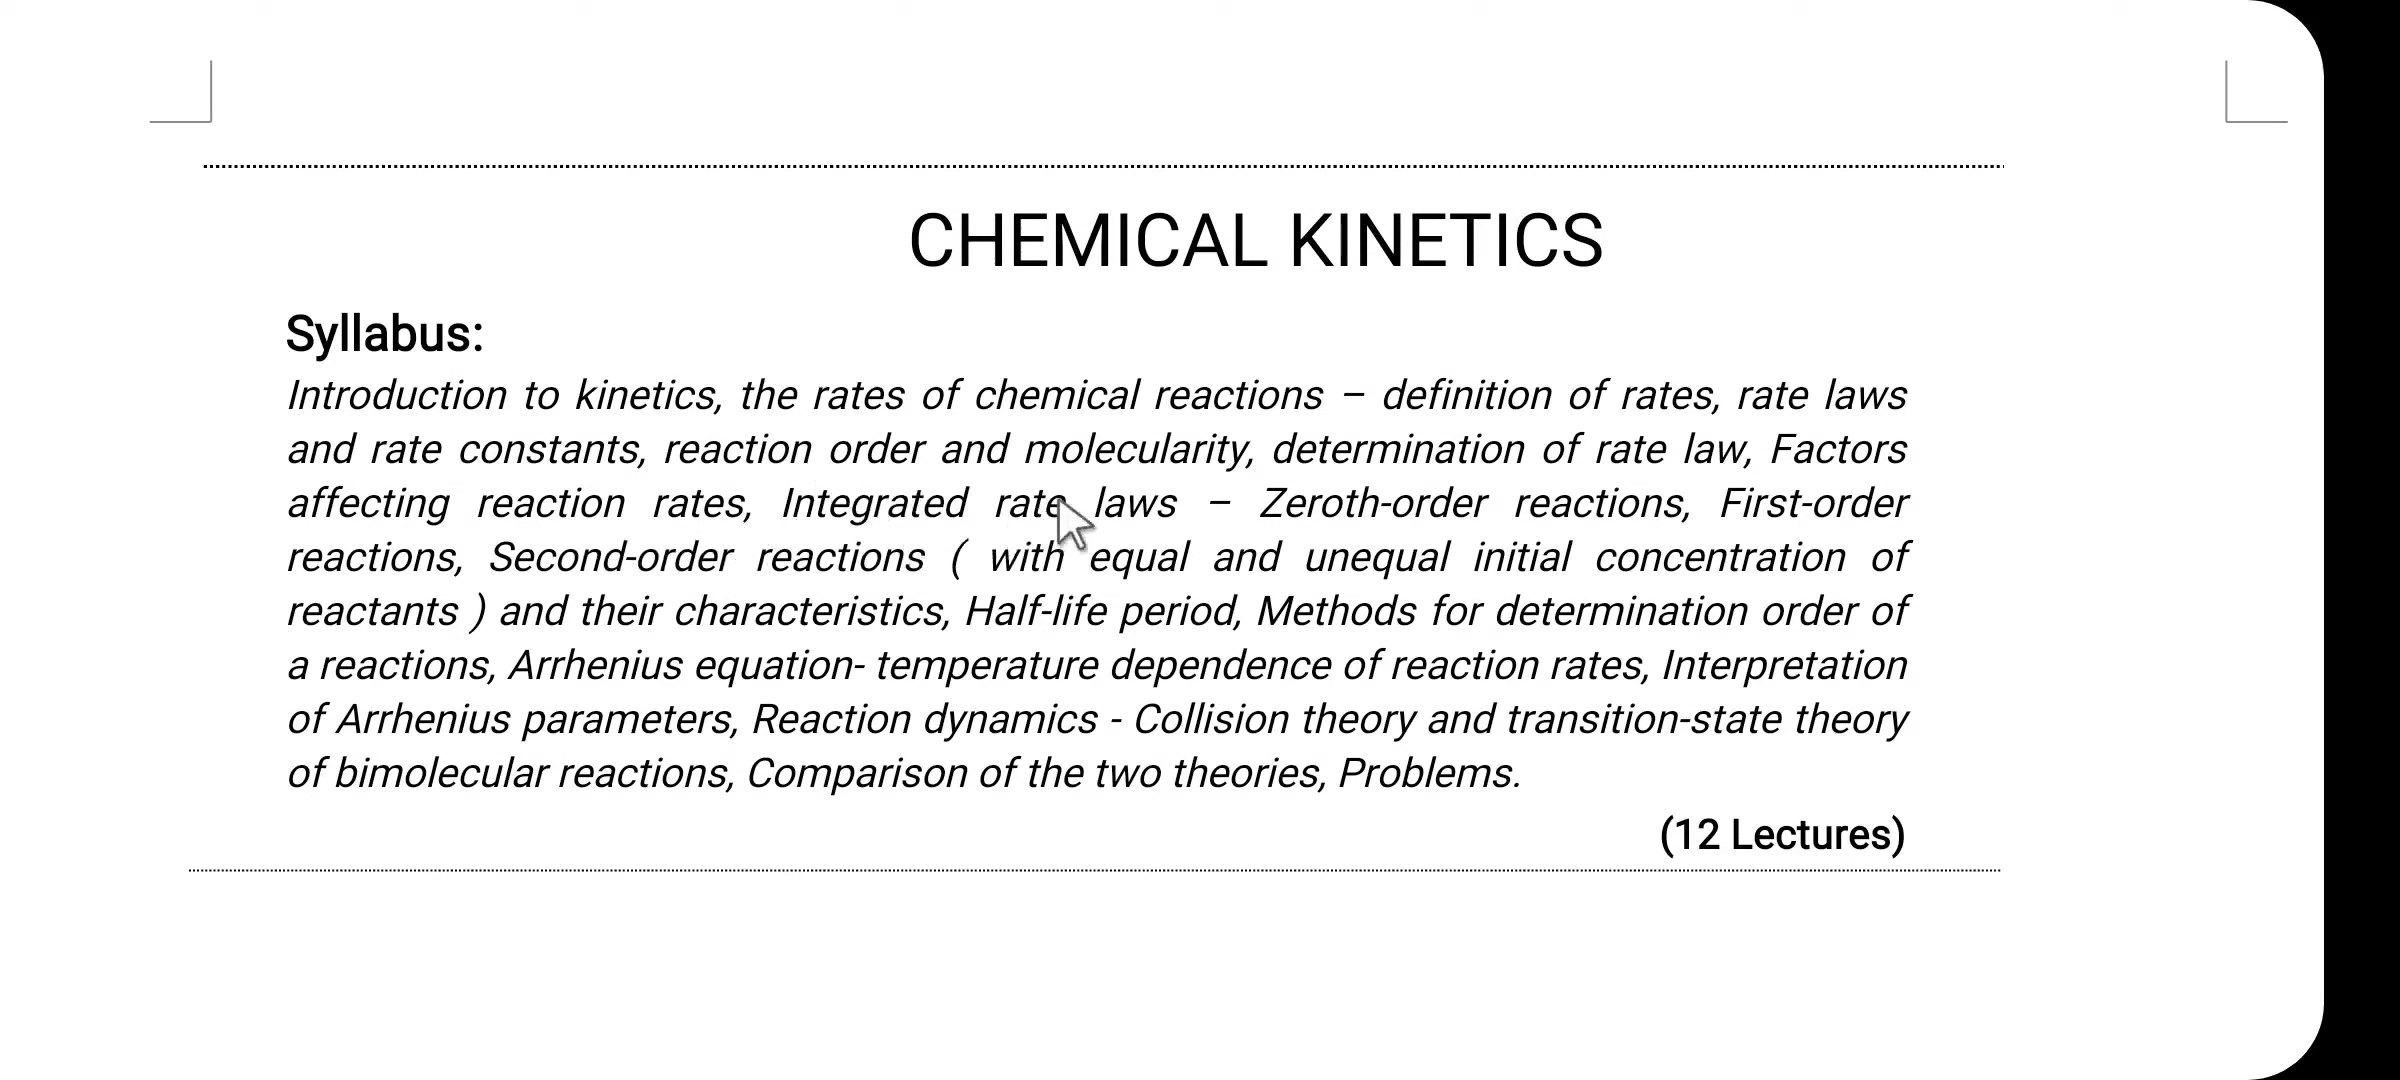 CHEMICAL KINETICS
Syllabus:
Introduction to kinetics, the rates of chemical reactions – definition of rates, rate laws
and rate constants, reaction order and molecularity, determination of rate law, Factors
affecting reaction rates, Integrated rate laws – Zeroth-order reactions, First-order
reactions, Second-order reactions ( with equal and unequal initial concentration of
reactants ) and their characteristics, Half-life period, Methods for determination order of
a reactions, Arrhenius equation- temperature dependence of reaction rates, Interpretation
of Arrhenius parameters, Reaction dynamics - Collision theory and transition-state theory
of bimolecular reactions, Comparison of the two theories, Problems.
(12 Lectures)